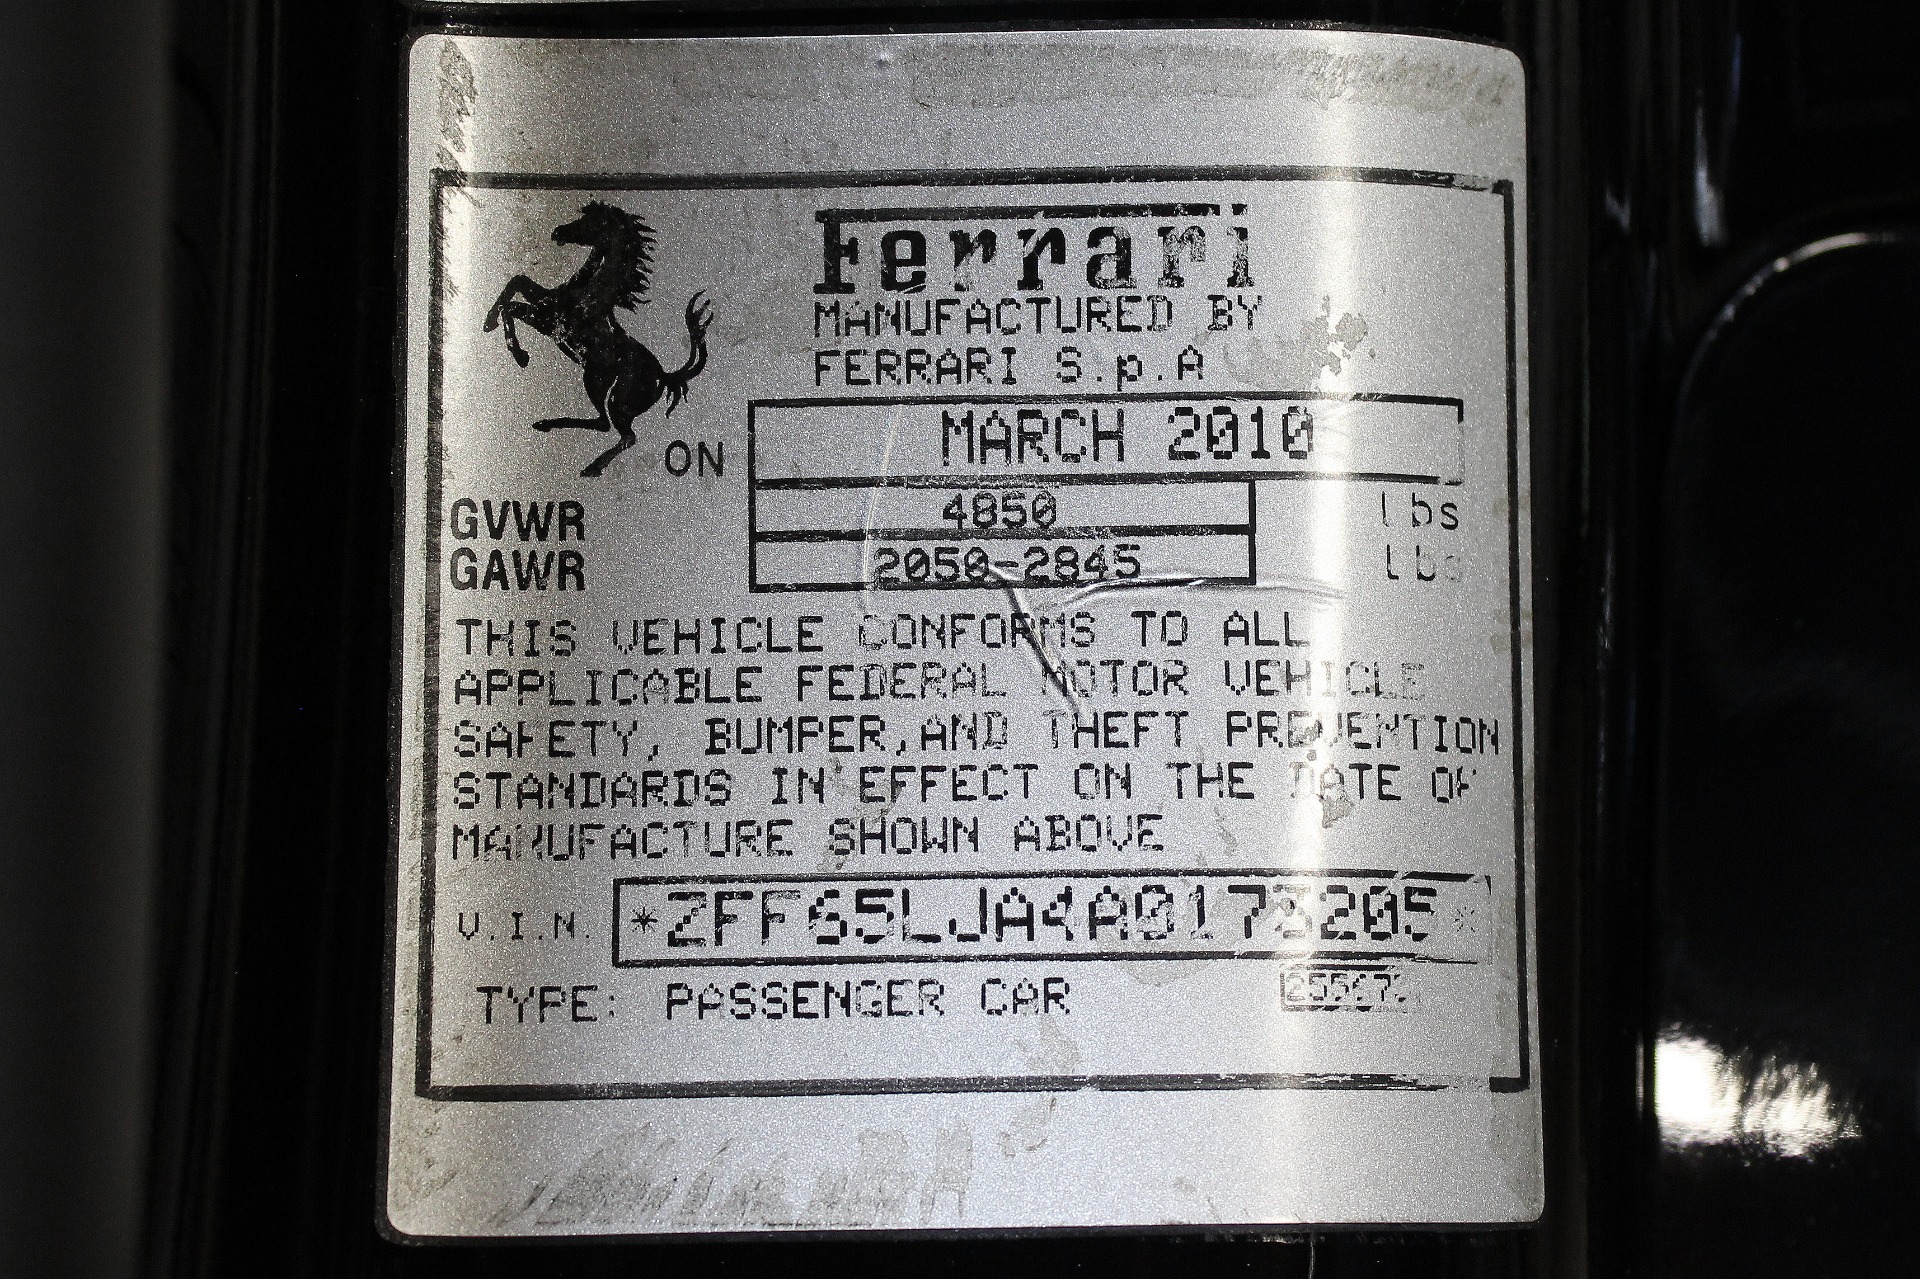 Ferrari
MANUFACTURED BY
FERRARI S.p.A
ON MARCH 2010
GVWR 4850 lbs
GAWR 2050-2845 lbs
THIS VEHICLE CONFORMS TO ALL
APPLICABLE FEDERAL MOTOR VEHICLE
SAFETY, BUMPER,AND THEFT PREVENTION
STANDARDS IN EFFECT ON THE DATE OF
MANUFACTURE SHOWN ABOVE
V.I.N. *ZFF65LJA4A0173205*
TYPE: PASSENGER CAR